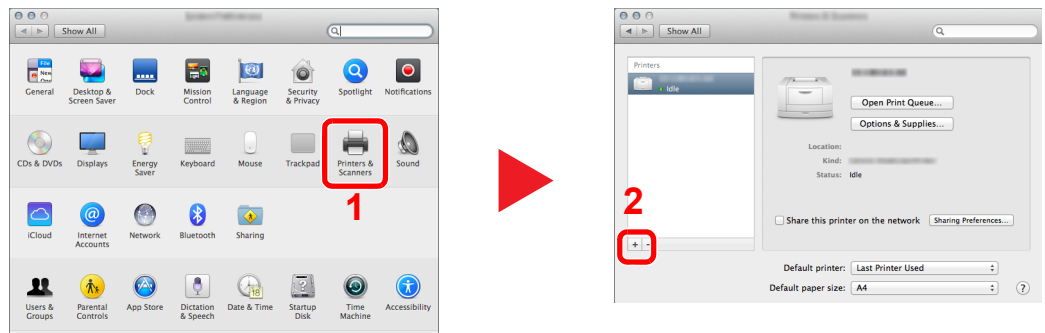 Show All
File
New
One
General
Desktop &
Screen Saver
Dock
Mission
Control
Language
& Region
Security
& Privacy
Spotlight
Notifications
CDs & DVDs
Displays
Energy
Saver
Keyboard
Mouse
Trackpad
Printers &
Scanners
Sound
1
iCloud
@
Internet
Accounts
Network
Bluetooth
Sharing
Users &
Groups
Parental
Controls
App Store
Dictation
& Speech
18
Date & Time
?
Startup
Disk
Time
Machine
Accessibility
Show All
Printers
Idle
Open Print Queue...
Options & Supplies...
Location:
Kind:
Status: Idle
2
Share this printer on the network
Sharing Preferences...
+ -
Default printer: Last Printer Used
Default paper size: A4
?